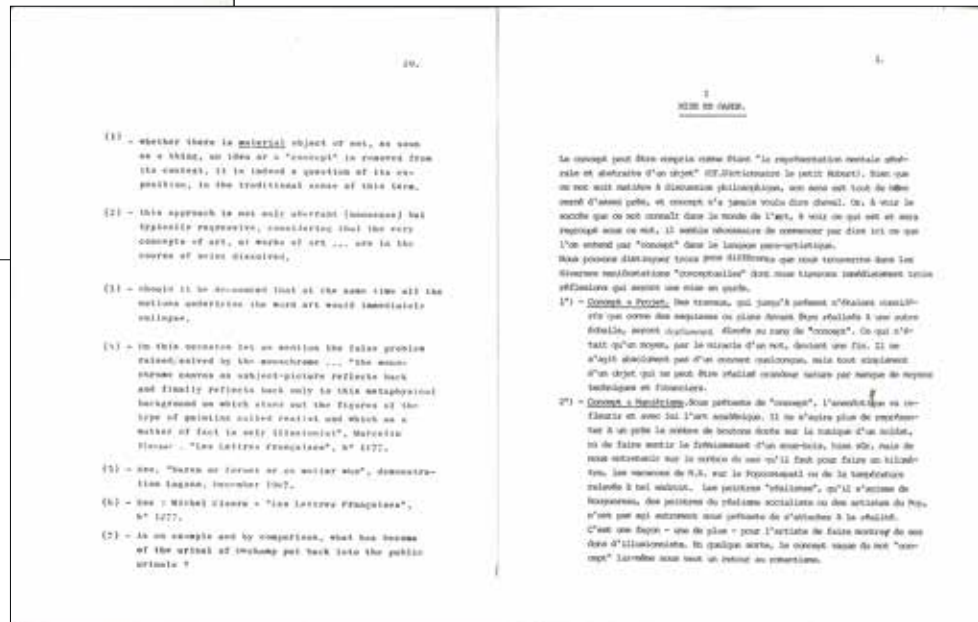 20.
(1) - whether there is material object or not, as soon
as a thing, an idea or a "concept" is removed from
its context, it is indeed a question of its ex-
position, in the traditional sense of this term.
(2) - this approach is not only aberrant (nonsense) but
typically regressive, considering that the very
concepts of art, of works of art ... are in the
course of being dissolved.
(3) - should it be at the same time all the
notions the word art would immediately
collapse.
(4) - in this let us mention the false problem
raised/solved by the monochrome ... "the mono-
chrome canvas as subject-picture reflects back
and finally reflects back only to this metaphysical
background on which stand out the figures of the
type of painting called realist and which as a
matter of fact is only illusionist", Marcelin
Pleynet - "Les Lettres Françaises", N° 1177.
(5) - see, "Buren or Toroni or no matter who", demonstra-
tion Lugano, December 1967.
(6) - see : Michel Claura - "Les Lettres Françaises",
N° 1277.
(7) - As an example and by comparison, what has become
of the urinal of Duchamp put back into the public
urinals ?
1.
I
MISE EN GARDE.
Le concept peut être compris comme étant "la représentation mentale géné-
rale et abstraite d'un objet" (Cf.Dictionnaire le petit Robert). Bien que
ce mot soit matière à discussion philosophique, son sens est tout de même
cerné d'assez près, et concept n'a jamais voulu dire cheval. Or, à voir le
succès que ce mot connaît dans le monde de l'art, à voir ce qui est et sera
regroupé sous ce mot, il semble nécessaire de commencer par dire ici ce que
l'on entend par "concept" dans le langage para-artistique.
Nous pouvons distinguer trois sens différents que nous trouverons dans les
diverses manifestations "conceptuelles" dont nous tirerons immédiatement trois
réflexions qui seront une mise en garde.
1°) - Concept = Projet. Des travaux, qui jusqu'à présent n'étaient considé-
rés que comme des esquisses ou plans devant être réalisés à une autre
échelle, seront élevés au rang de "concept". Ce qui n'é-
tait qu'un moyen, par le miracle d'un mot, devient une fin. Il ne
s'agit absolument pas d'un concept quelconque, mais tout simplement
d'un objet qui ne peut être réalisé grandeur nature par manque de moyens
techniques et financiers.
2°) - Concept = Maniérisme. Sous prétexte de "concept", l'anecdotique va re-
fleurir et avec lui l'art académique. Il ne s'agira plus de représen-
ter à un près le nombre de boutons dorés sur la tunique d'un soldat,
ni de faire sentir le frémissement d'un sous-bois, bien sûr, mais de
nous entretenir sur le nombre de pas qu'il faut pour faire un kilomè-
tre, les vacances de M.X. sur le Popocatepetl ou de la température
relevée à tel endroit. Les peintres "réalistes", qu'il s'agisse de
Bouguereau, des peintres du réalisme socialiste ou des artistes du Pop,
n'ont pas agi autrement sous prétexte de s'attacher à la réalité.
C'est une façon - une de plus - pour l'artiste de faire montrer de ses
dons d'illusionniste. En quelque sorte, le concept vague du mot "con-
cept" lui-même sous tend un retour au romantisme.